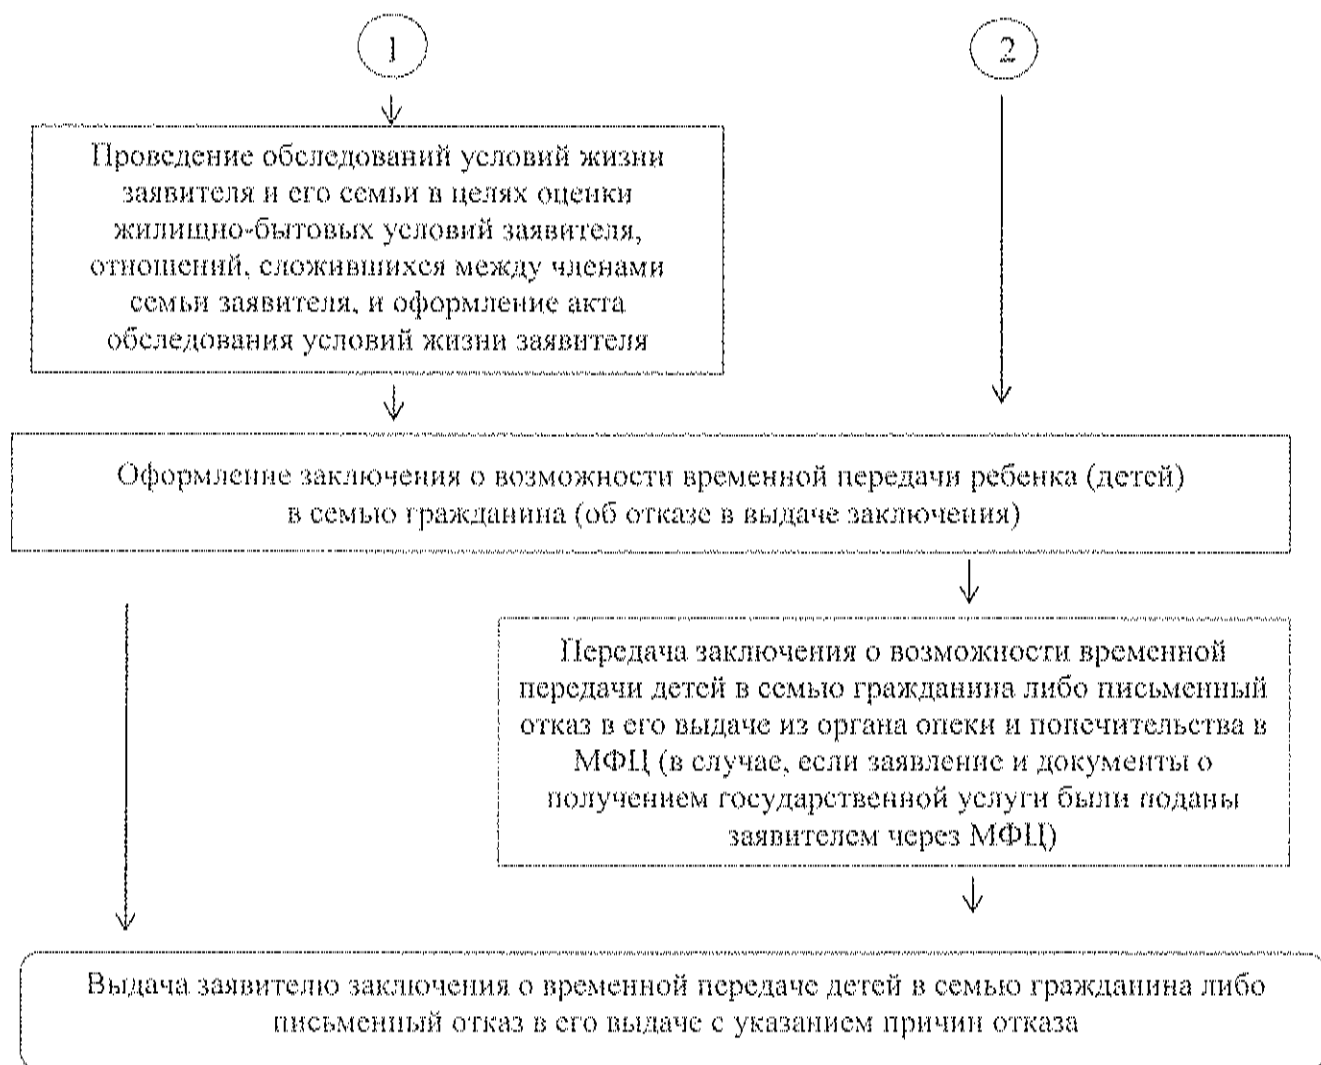 1
2
Проведение обследований условий жизни
заявителя и его семьи в целях оценки
жилищно-бытовых условий заявителя,
отношений, сложившихся между членами
семьи заявителя, и оформление акта
обследования условий жизни заявителя
Оформление заключения о возможности временной передачи ребенка (детей)
в семью гражданина (об отказе в выдаче заключения)
Передача заключения о возможности временной
передачи детей в семью гражданина либо письменный
отказ в его выдаче из органа опеки и попечительства в
МФЦ (в случае, если заявление и документы о
получением государственной услуги были поданы
заявителем через МФЦ)
Выдача заявителю заключения о временной передаче детей в семью гражданина либо
письменный отказ в его выдаче с указанием причин отказа